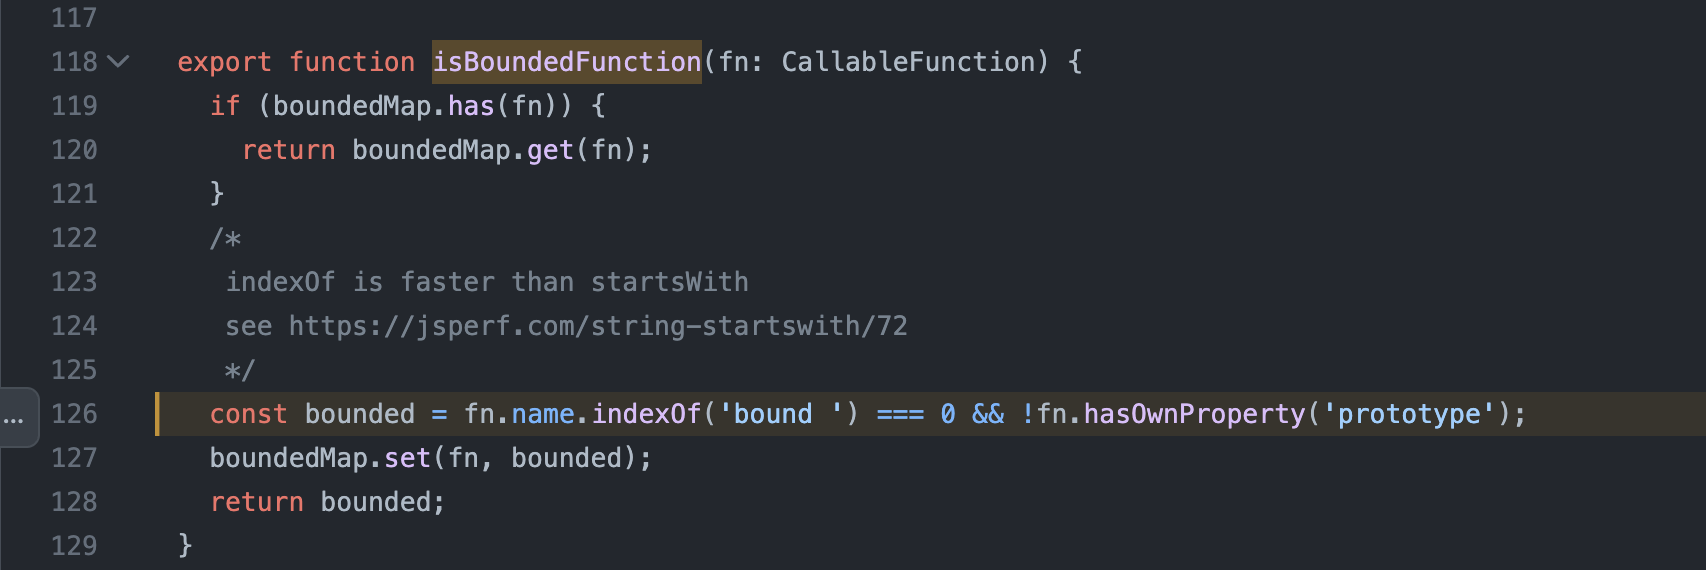 117
118 export function isBoundedFunction(fn: CallableFunction) {
119 if (boundedMap.has(fn)) {
120 return boundedMap.get(fn);
121 }
122 /*
123 indexOf is faster than startsWith
124 see https://jsperf.com/string-startswith/72
125 */
... 126 const bounded = fn.name.indexOf('bound ') === 0 && !fn.hasOwnProperty('prototype');
127 boundedMap.set(fn, bounded);
128 return bounded;
129 }